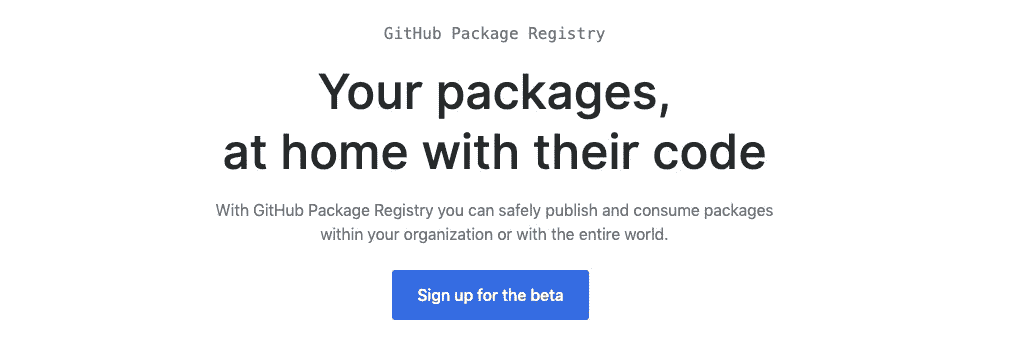 GitHub Package Registry
Your packages,
at home with their code
With GitHub Package Registry you can safely publish and consume packages
within your organization or with the entire world.
Sign up for the beta